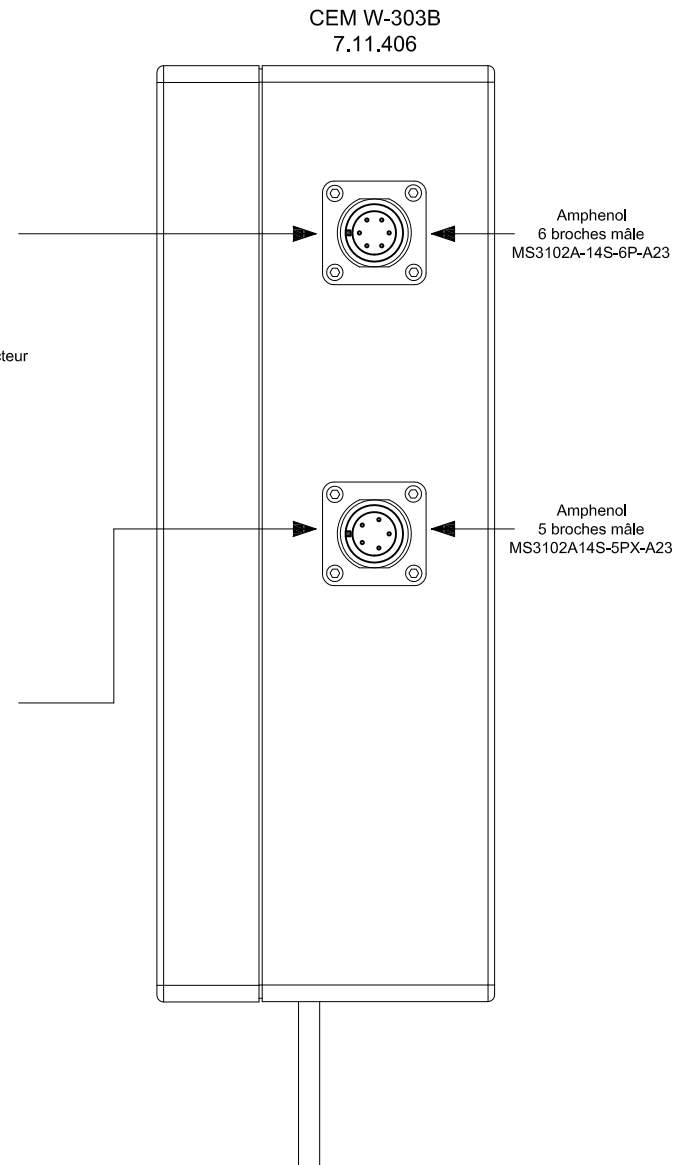 CEM W-303B
7.11.406
Amphenol
6 broches mâle
MS3102A-14S-6P-A23
cteur
Amphenol
5 broches mâle
MS3102A14S-5PX-A23